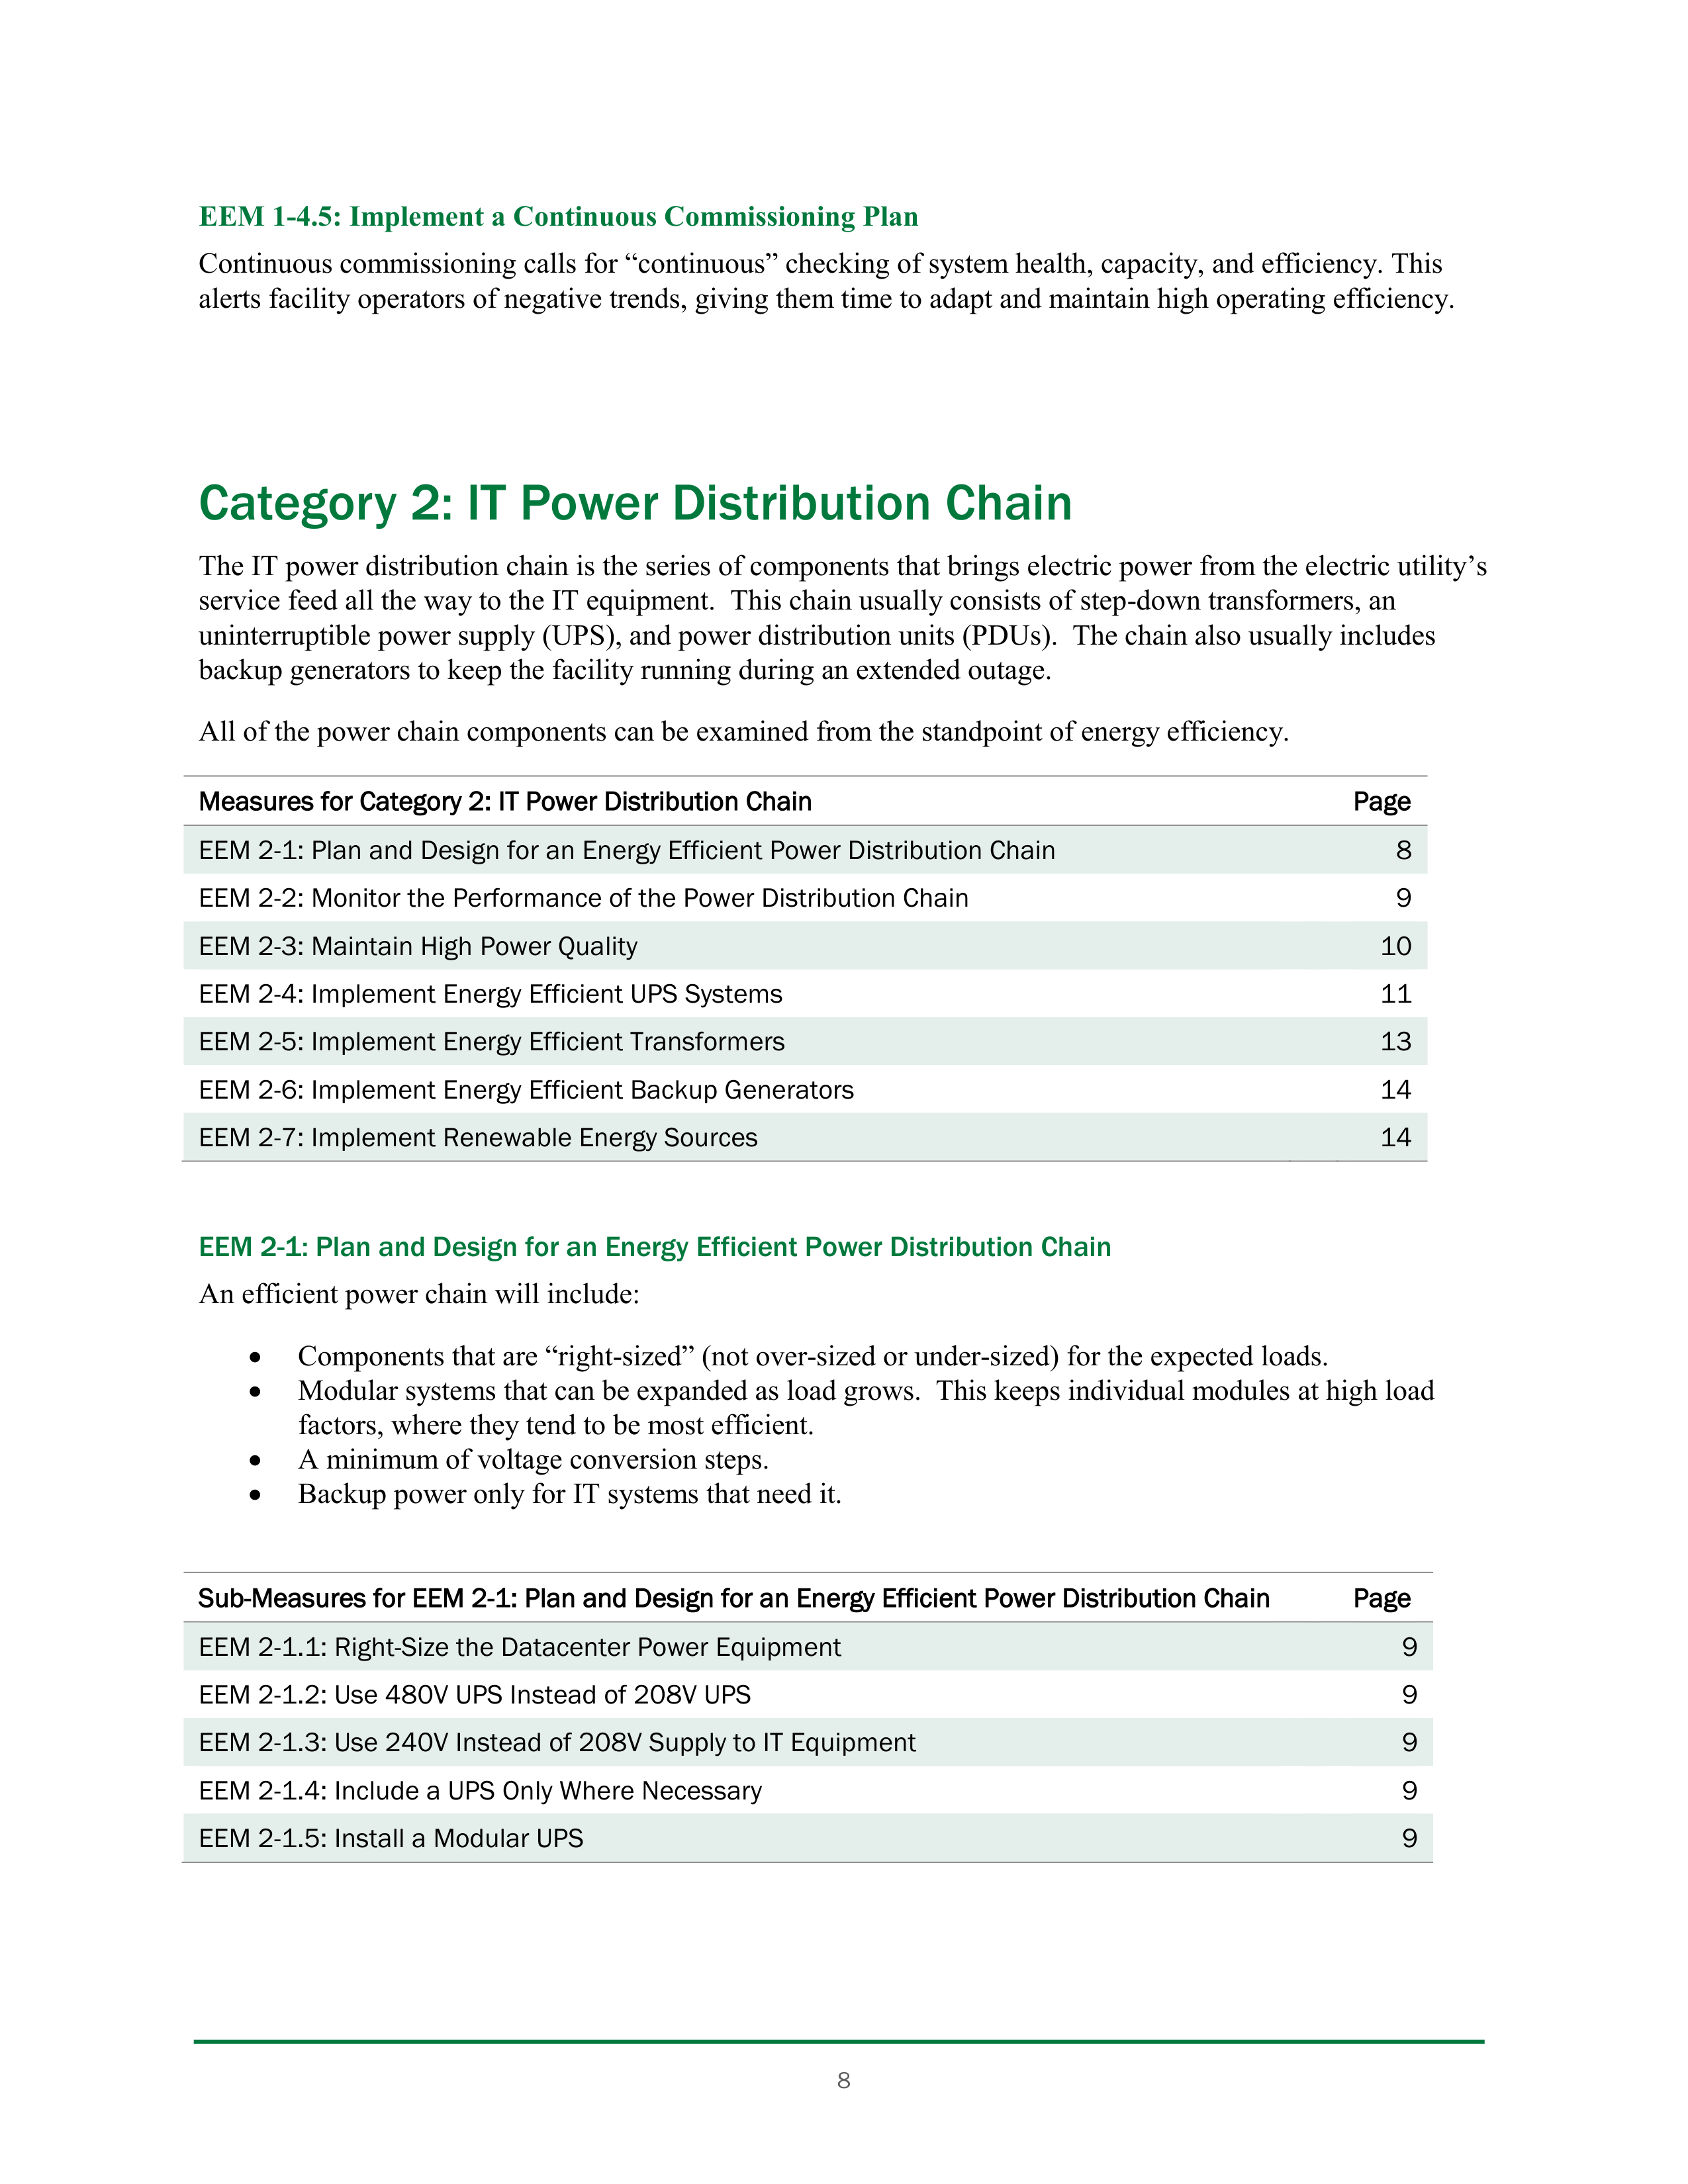 EEM 1-4.5: Implement a Continuous Commissioning Plan
Continuous commissioning calls for “continuous” checking of system health, capacity, and efficiency. This
alerts facility operators of negative trends, giving them time to adapt and maintain high operating efficiency.
Category 2: IT Power Distribution Chain
The IT power distribution chain is the series of components that brings electric power from the electric utility’s
service feed all the way to the IT equipment.  This chain usually consists of step-down transformers, an
uninterruptible power supply (UPS), and power distribution units (PDUs).  The chain also usually includes
backup generators to keep the facility running during an extended outage.
All of the power chain components can be examined from the standpoint of energy efficiency.
Measures for Category 2: IT Power Distribution Chain Page
EEM 2-1: Plan and Design for an Energy Efficient Power Distribution Chain 8
EEM 2-2: Monitor the Performance of the Power Distribution Chain 9
EEM 2-3: Maintain High Power Quality 10
EEM 2-4: Implement Energy Efficient UPS Systems 11
EEM 2-5: Implement Energy Efficient Transformers 13
EEM 2-6: Implement Energy Efficient Backup Generators 14
EEM 2-7: Implement Renewable Energy Sources 14
EEM 2-1: Plan and Design for an Energy Efficient Power Distribution Chain
An efficient power chain will include:
• Components that are “right-sized” (not over-sized or under-sized) for the expected loads.
• Modular systems that can be expanded as load grows.  This keeps individual modules at high load
factors, where they tend to be most efficient.
• A minimum of voltage conversion steps.
• Backup power only for IT systems that need it.
Sub-Measures for EEM 2-1: Plan and Design for an Energy Efficient Power Distribution Chain Page
EEM 2-1.1: Right-Size the Datacenter Power Equipment 9
EEM 2-1.2: Use 480V UPS Instead of 208V UPS 9
EEM 2-1.3: Use 240V Instead of 208V Supply to IT Equipment 9
EEM 2-1.4: Include a UPS Only Where Necessary 9
EEM 2-1.5: Install a Modular UPS 9
8